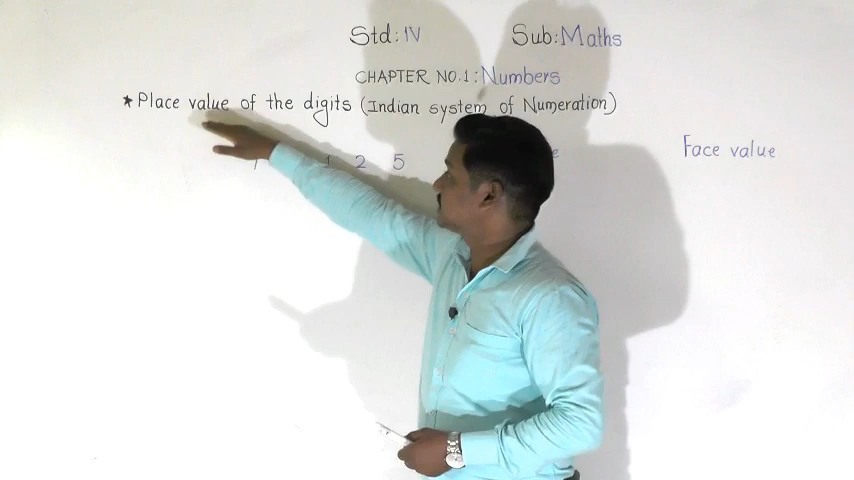 Std: IV Sub: Maths
CHAPTER NO.1: Numbers
★ Place value of the digits (Indian system of Numeration)
1 2 5 Face value